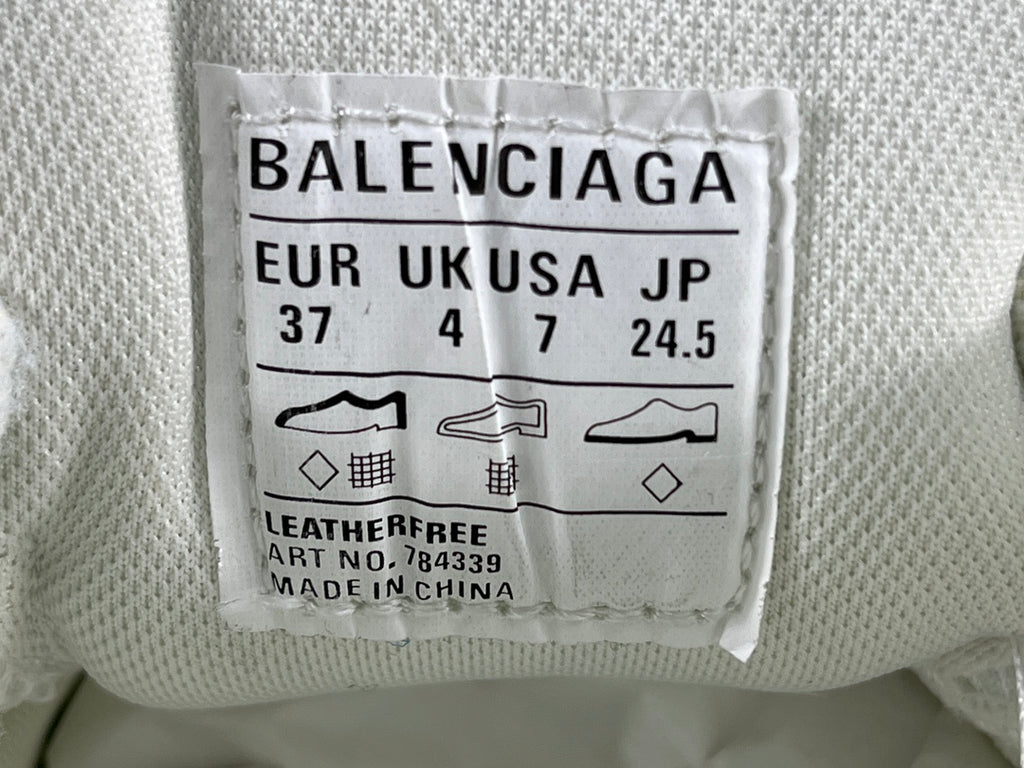 BALENCIAGA
EUR UK USA JP
37 4 7 24.5
LEATHERFREE
ART NO. 784339
MADE IN CHINA